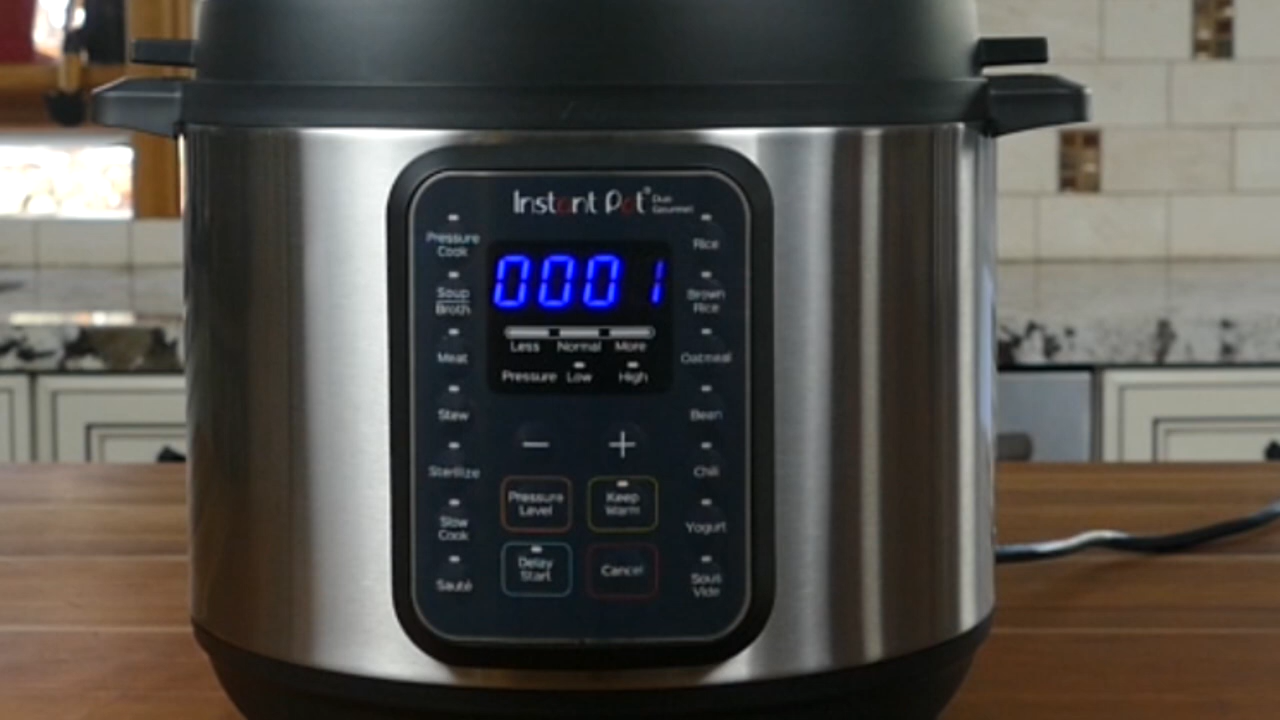 Instant Pot® Duo
Gourmet
Pressure
Cook
Soup
Broth
Meat
Stew
Sterilize
Slow
Cook
Sauté
0001
Less Normal More
Pressure Low High
− +
Pressure
Level
Keep
Warm
Delay
Start
Cancel
Rice
Brown
Rice
Oatmeal
Bean
Chili
Yogurt
Sous
Vide